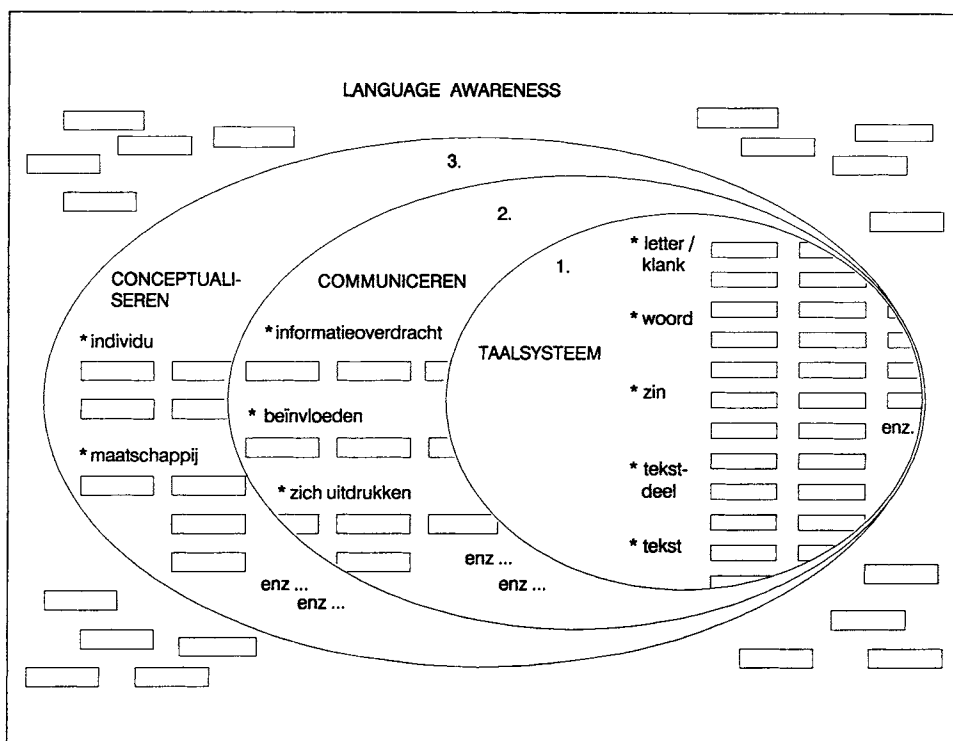 LANGUAGE AWARENESS
3.
2.
1.
CONCEPTUALI-
SEREN
* individu
* maatschappij
enz ...
enz ...
COMMUNICEREN
* informatieoverdracht
* beïnvloeden
* zich uitdrukken
enz ...
enz ...
TAALSYSTEEM
* letter /
klank
* woord
* zin
enz.
* tekst-
deel
* tekst